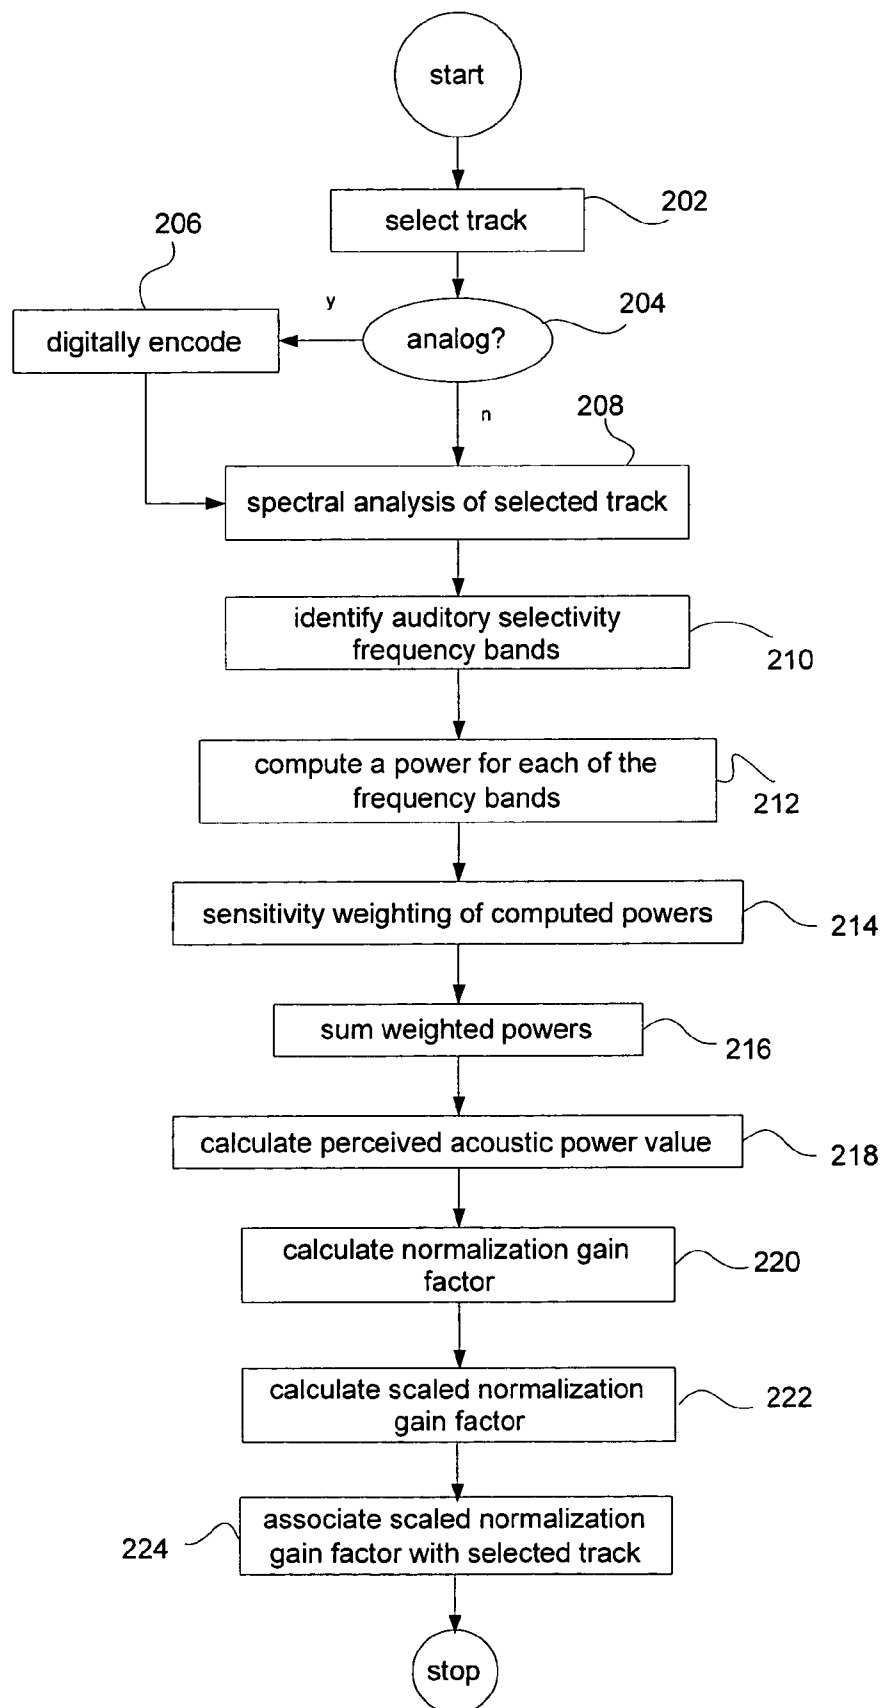 start
select track
202
206
y
204
digitally encode
analog?
n
208
spectral analysis of selected track
identify auditory selectivity
frequency bands
210
compute a power for each of the
frequency bands
212
sensitivity weighting of computed powers
214
sum weighted powers
216
calculate perceived acoustic power value
218
calculate normalization gain
factor
220
calculate scaled normalization
gain factor
222
associate scaled normalization
gain factor with selected track
224
stop